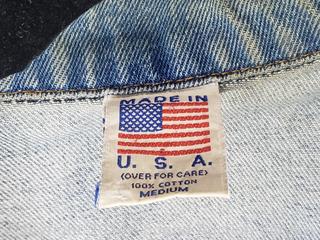 MADE IN
U. S. A.
(OVER FOR CARE)
100% COTTON
MEDIUM